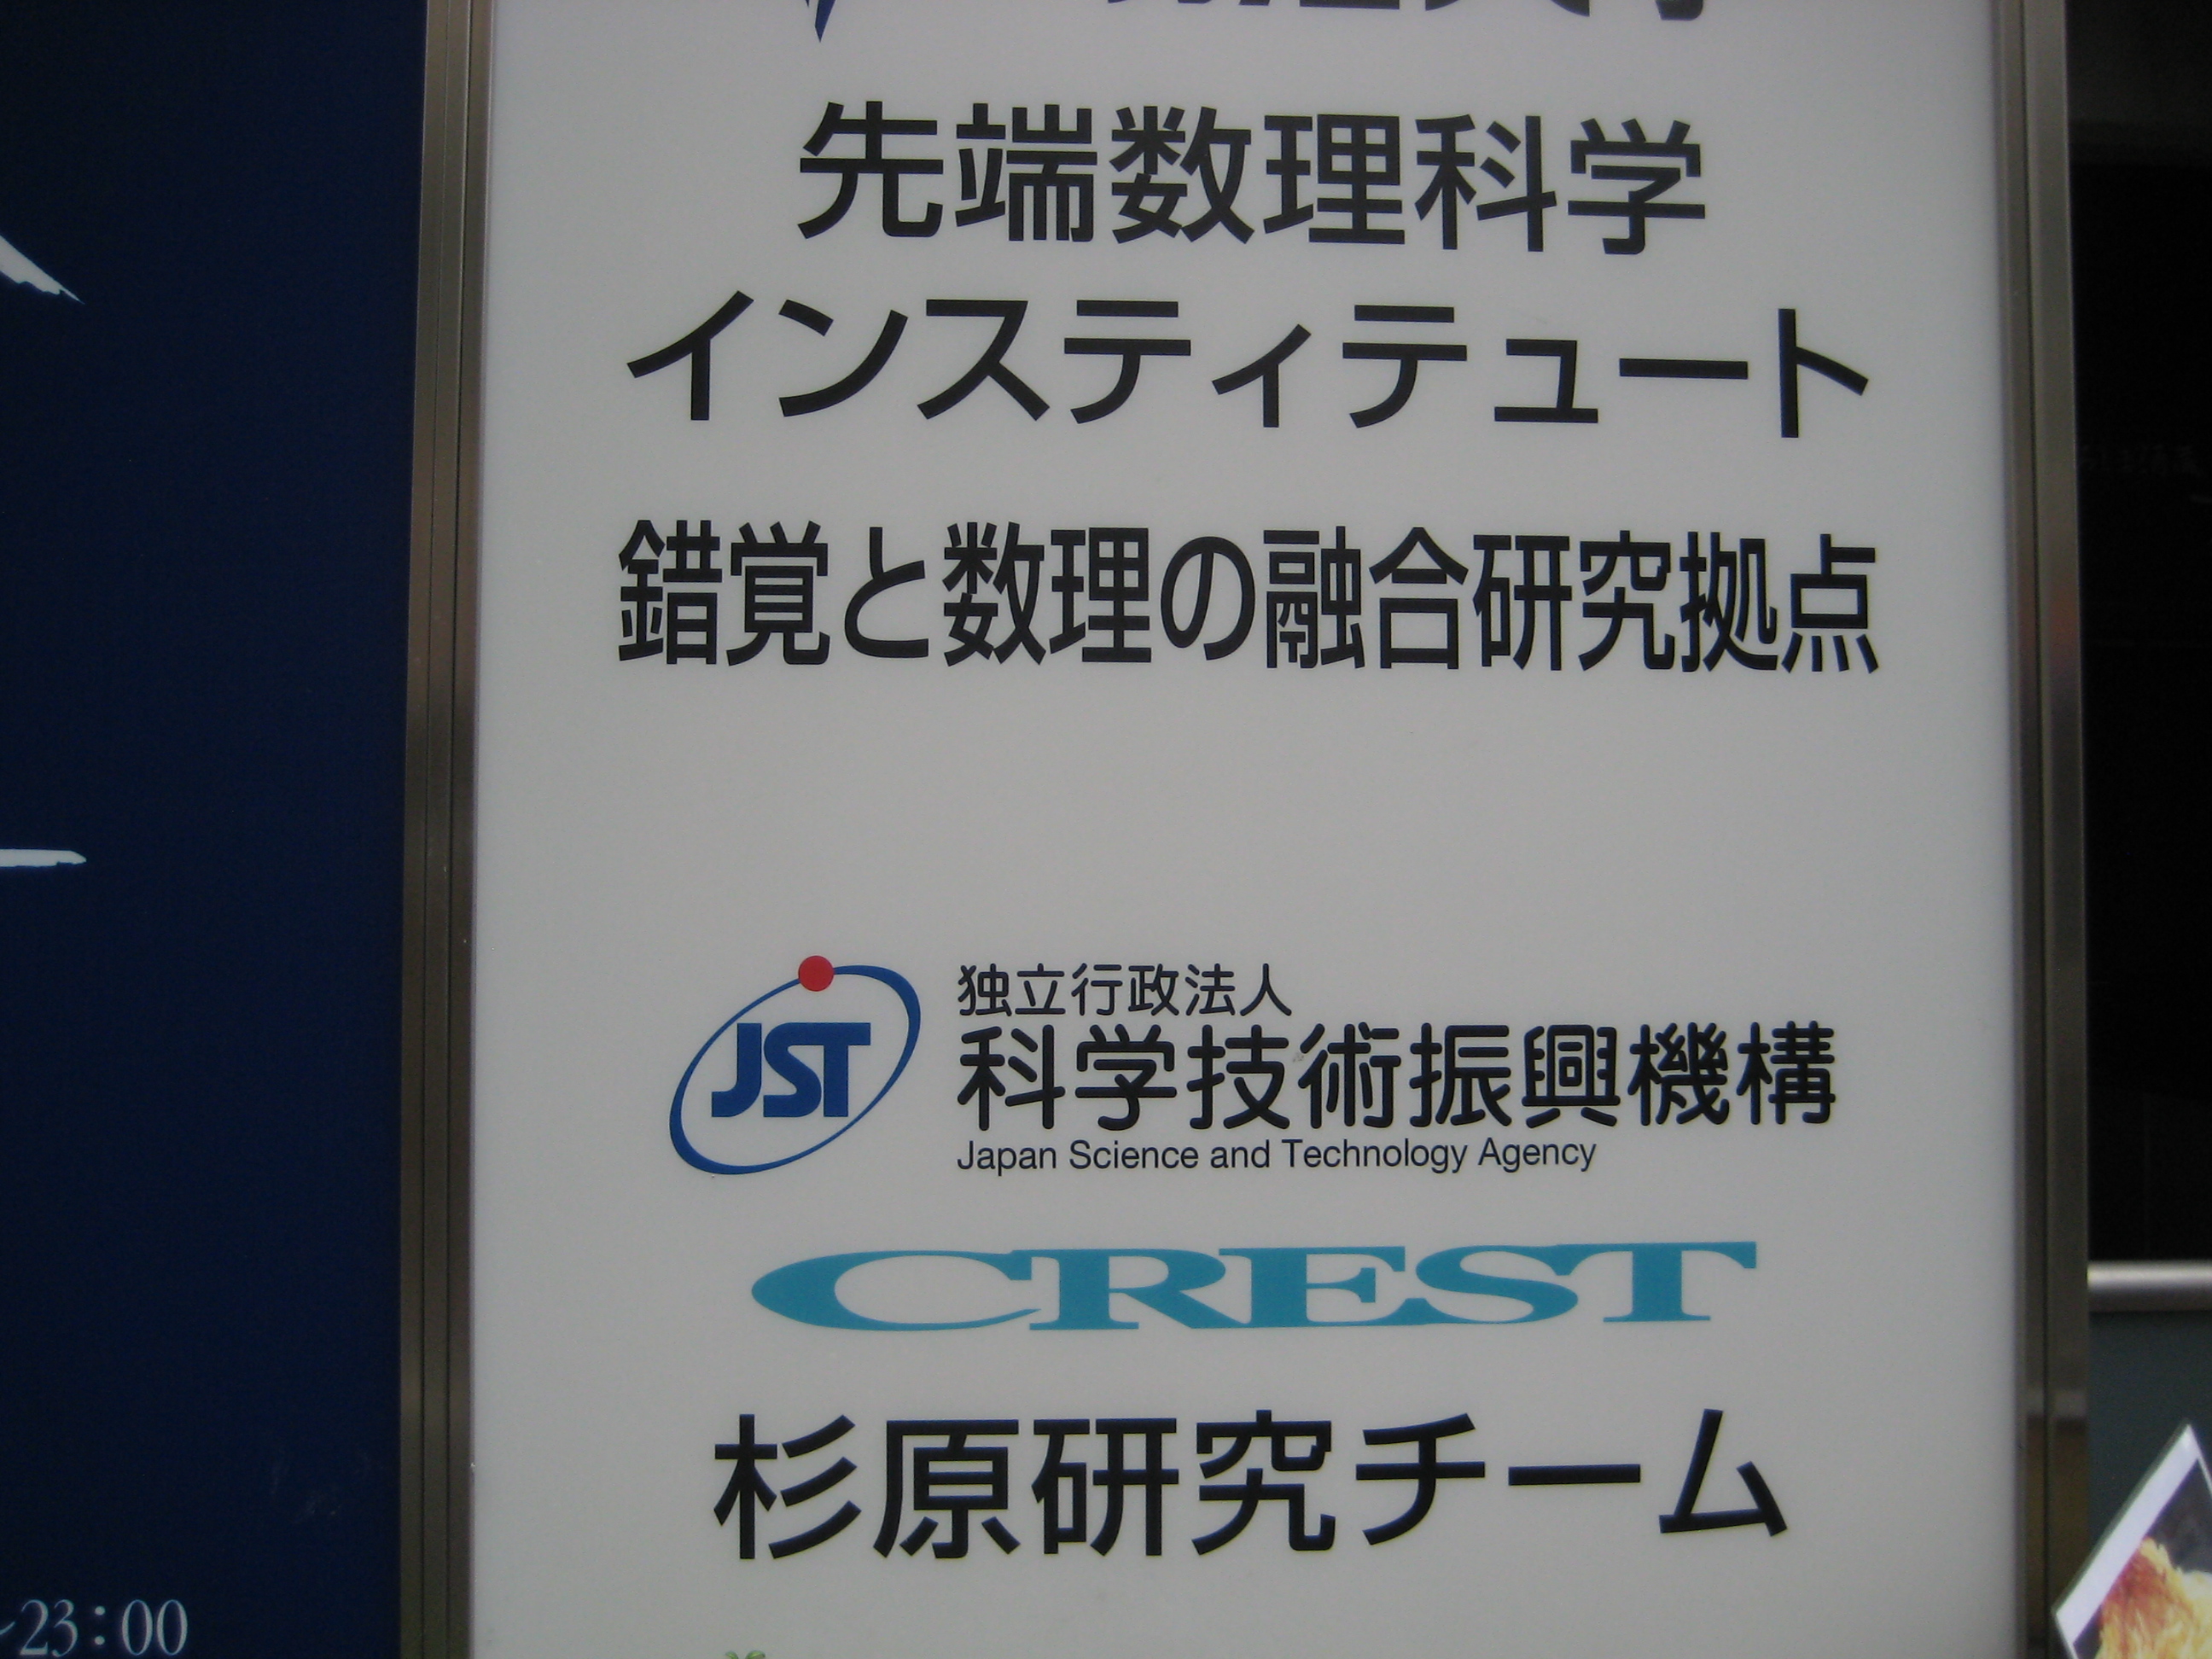 先端数理科学
インスティテュート
錯覚と数理の融合研究拠点
JST
独立行政法人
科学技術振興機構
Japan Science and Technology Agency
CREST
杉原研究チーム
~23:00